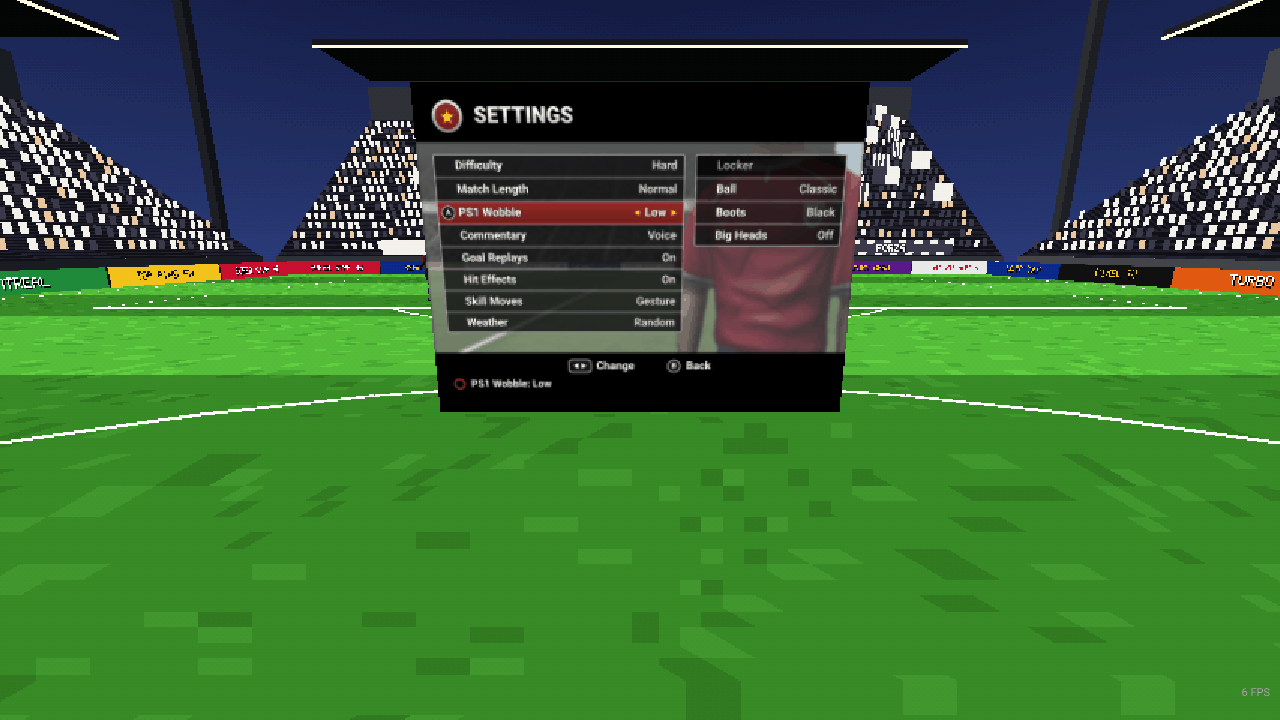 SETTINGS
Difficulty Hard
Match Length Normal
A PS1 Wobble Low
Commentary Voice
Goal Replays On
Hit Effects On
Skill Moves Gesture
Weather Random
Locker
Ball Classic
Boots Black
Big Heads Off
Change Back
PS1 Wobble: Low
TURBO
6 FPS